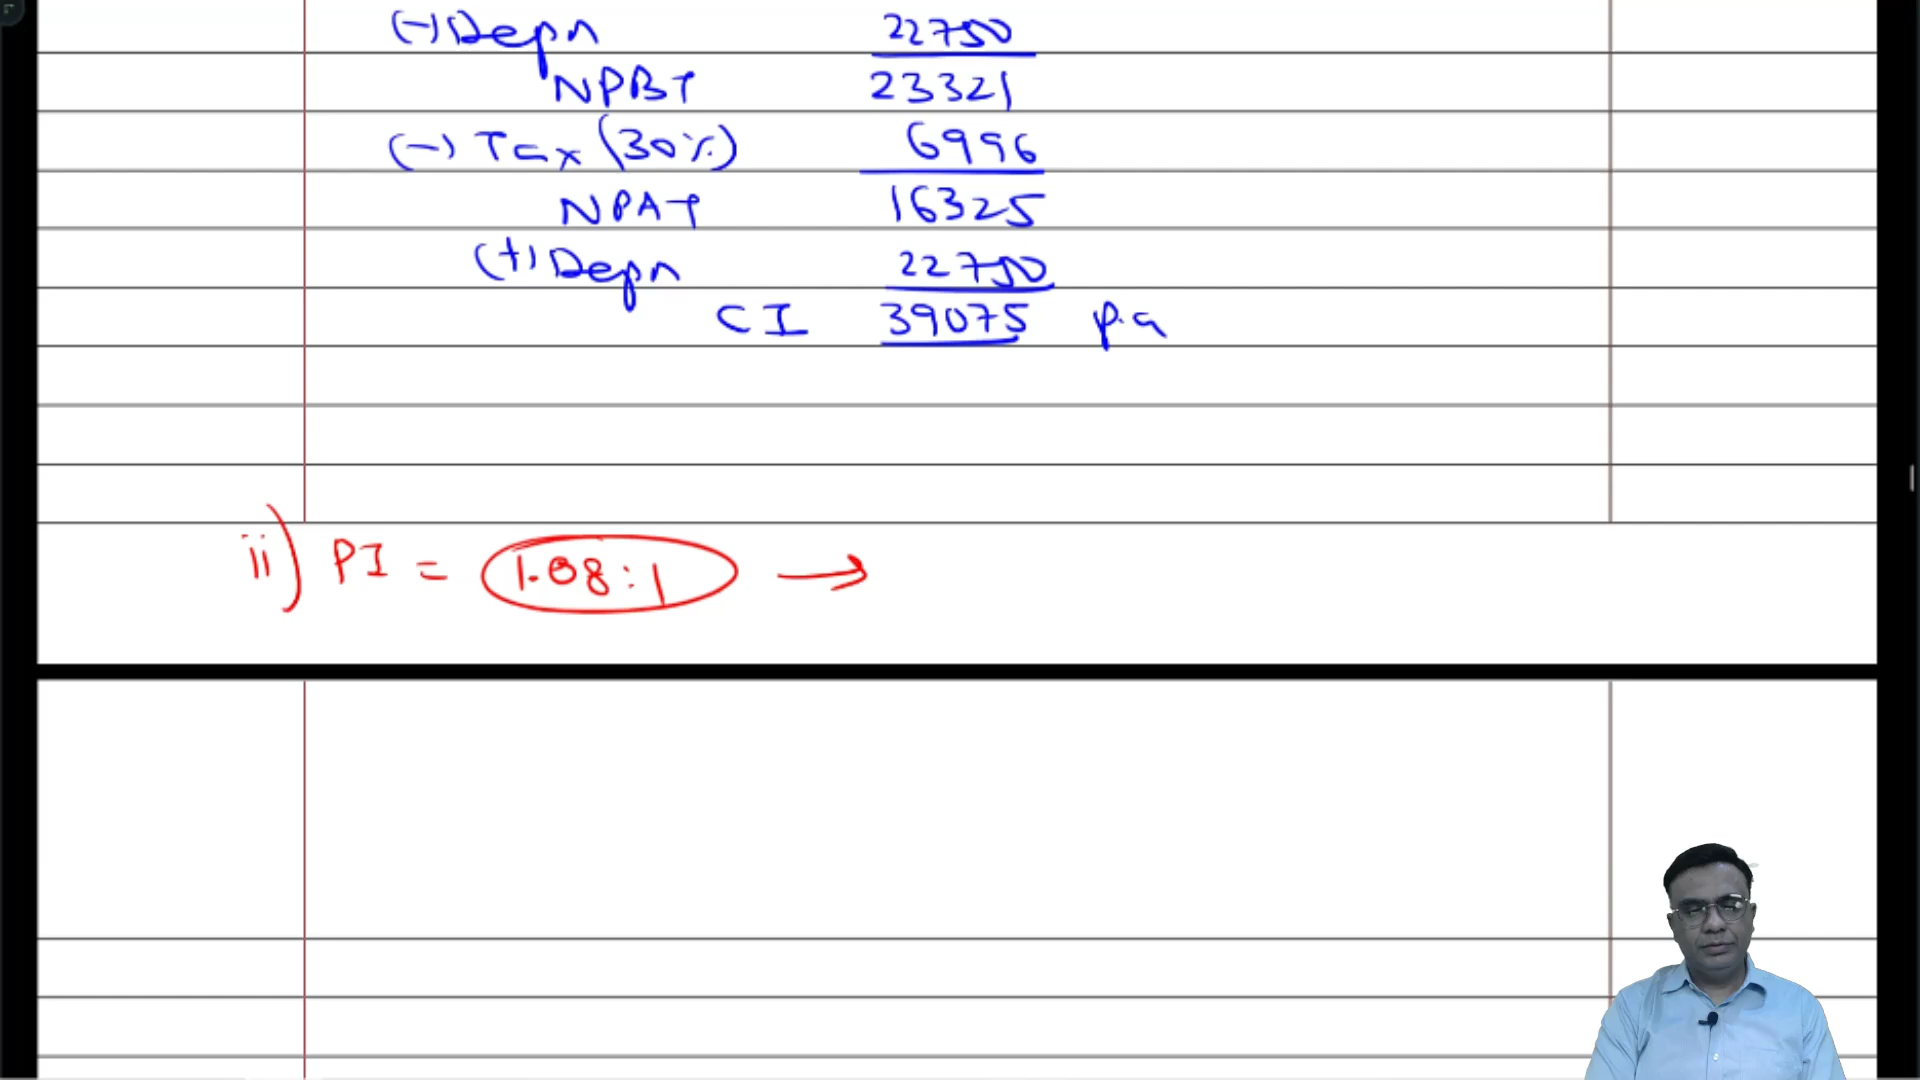 (-) Depn 22750
NPBT 23321
(-) Tax (30%) 6996
NPAT 16325
(+) Depn 22750
CI 39075 p.a
ii) PI = 1.08:1 →